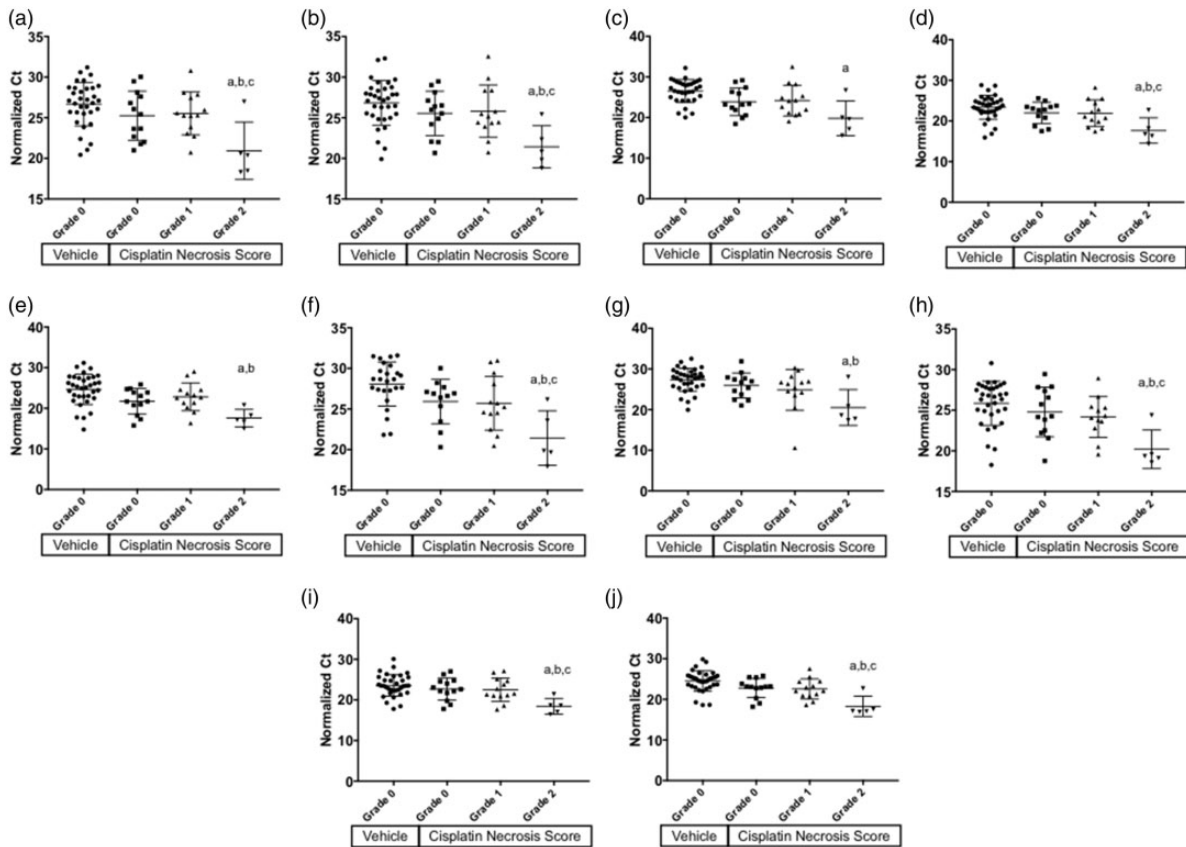 (a)
Normalized Ct
35
30
25
20
15
a,b,c
Grade 0
Grade 0
Grade 1
Grade 2
Vehicle
Cisplatin Necrosis Score
(b)
Normalized Ct
35
30
25
20
15
a,b,c
Grade 0
Grade 0
Grade 1
Grade 2
Vehicle
Cisplatin Necrosis Score
(c)
Normalized Ct
40
30
20
10
0
a
Grade 0
Grade 0
Grade 1
Grade 2
Vehicle
Cisplatin Necrosis Score
(d)
Normalized Ct
40
30
20
10
0
a,b,c
Grade 0
Grade 0
Grade 1
Grade 2
Vehicle
Cisplatin Necrosis Score
(e)
Normalized Ct
40
30
20
10
0
a,b
Grade 0
Grade 0
Grade 1
Grade 2
Vehicle
Cisplatin Necrosis Score
(f)
Normalized Ct
35
30
25
20
15
a,b,c
Grade 0
Grade 0
Grade 1
Grade 2
Vehicle
Cisplatin Necrosis Score
(g)
Normalized Ct
40
30
20
10
0
a,b
Grade 0
Grade 0
Grade 1
Grade 2
Vehicle
Cisplatin Necrosis Score
(h)
Normalized Ct
35
30
25
20
15
a,b,c
Grade 0
Grade 0
Grade 1
Grade 2
Vehicle
Cisplatin Necrosis Score
(i)
Normalized Ct
40
30
20
10
0
a,b,c
Grade 0
Grade 0
Grade 1
Grade 2
Vehicle
Cisplatin Necrosis Score
(j)
Normalized Ct
40
30
20
10
0
a,b,c
Grade 0
Grade 0
Grade 1
Grade 2
Vehicle
Cisplatin Necrosis Score